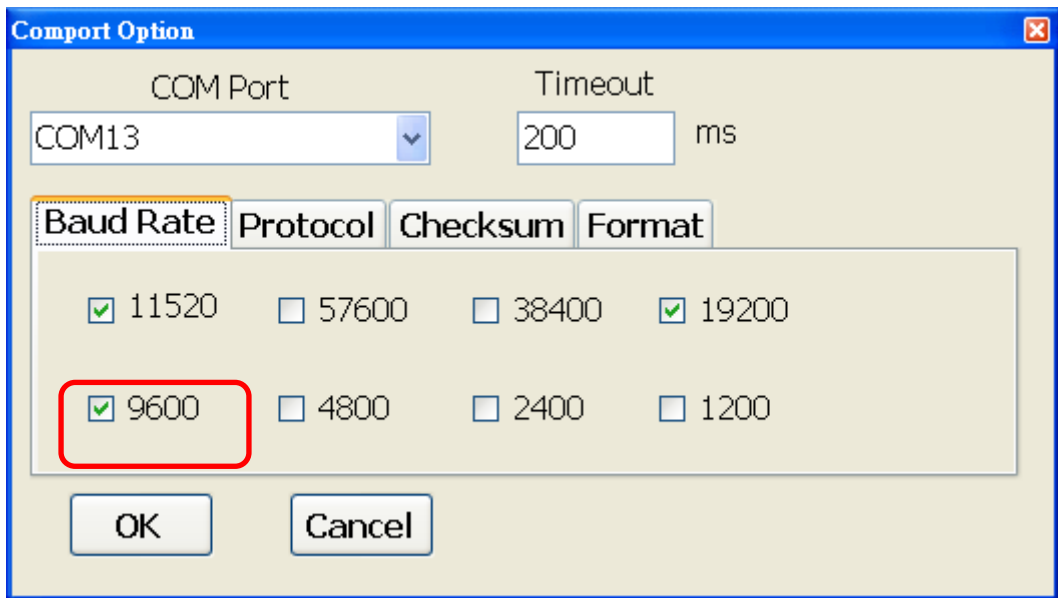 Comport Option
COM Port Timeout
COM13 200 ms
Baud Rate Protocol Checksum Format
11520 57600 38400 19200
9600 4800 2400 1200
OK Cancel